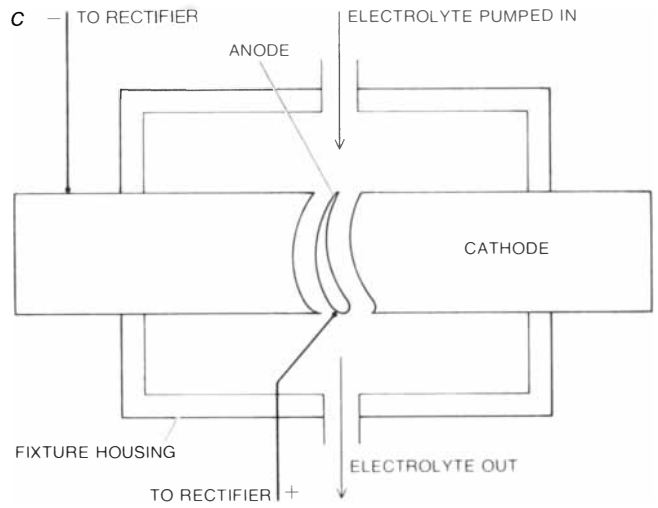 C
− TO RECTIFIER
ELECTROLYTE PUMPED IN
ANODE
CATHODE
FIXTURE HOUSING
ELECTROLYTE OUT
TO RECTIFIER +